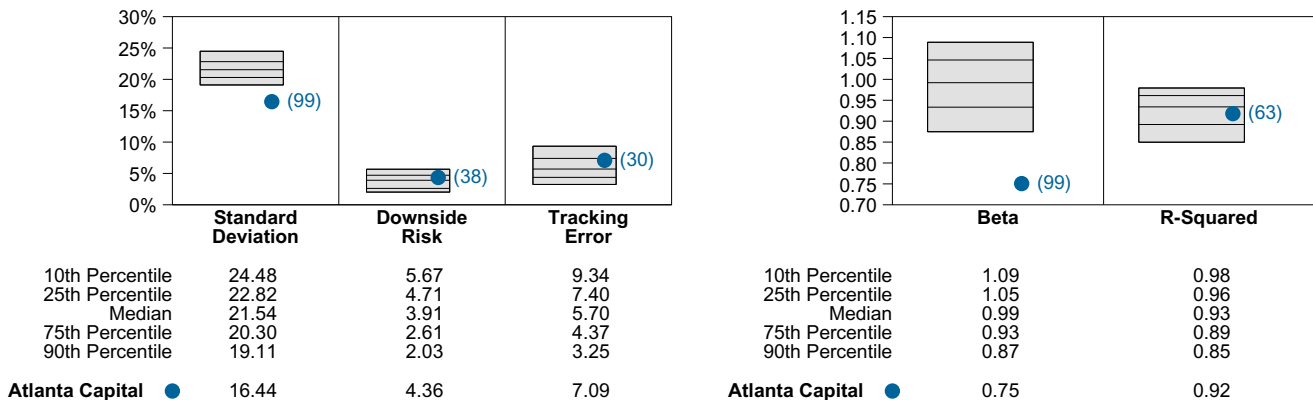 30%
25%
20%
15%
10%
5%
0%
(99)
(38)
(30)
Standard Deviation
Downside Risk
Tracking Error
10th Percentile 24.48 5.67 9.34
25th Percentile 22.82 4.71 7.40
Median 21.54 3.91 5.70
75th Percentile 20.30 2.61 4.37
90th Percentile 19.11 2.03 3.25
Atlanta Capital 16.44 4.36 7.09
1.15
1.10
1.05
1.00
0.95
0.90
0.85
0.80
0.75
0.70
(99)
(63)
Beta
R-Squared
10th Percentile 1.09 0.98
25th Percentile 1.05 0.96
Median 0.99 0.93
75th Percentile 0.93 0.89
90th Percentile 0.87 0.85
Atlanta Capital 0.75 0.92